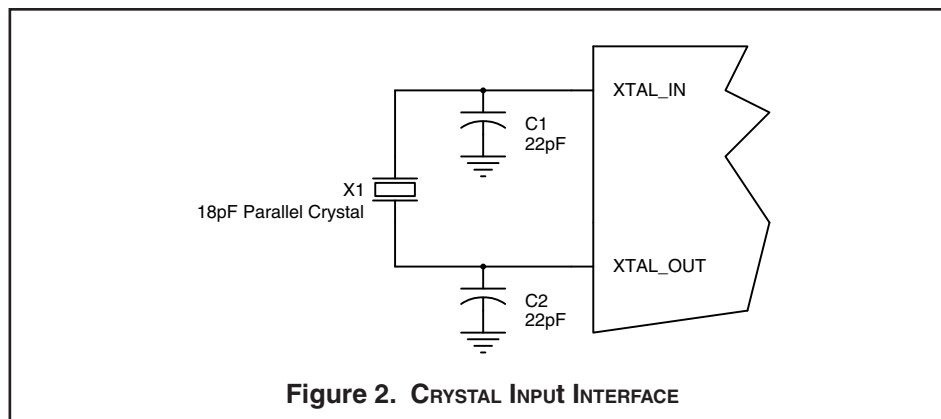 XTAL_IN
C1
22pF
X1
18pF Parallel Crystal
XTAL_OUT
C2
22pF
Figure 2. CRYSTAL INPUT INTERFACE